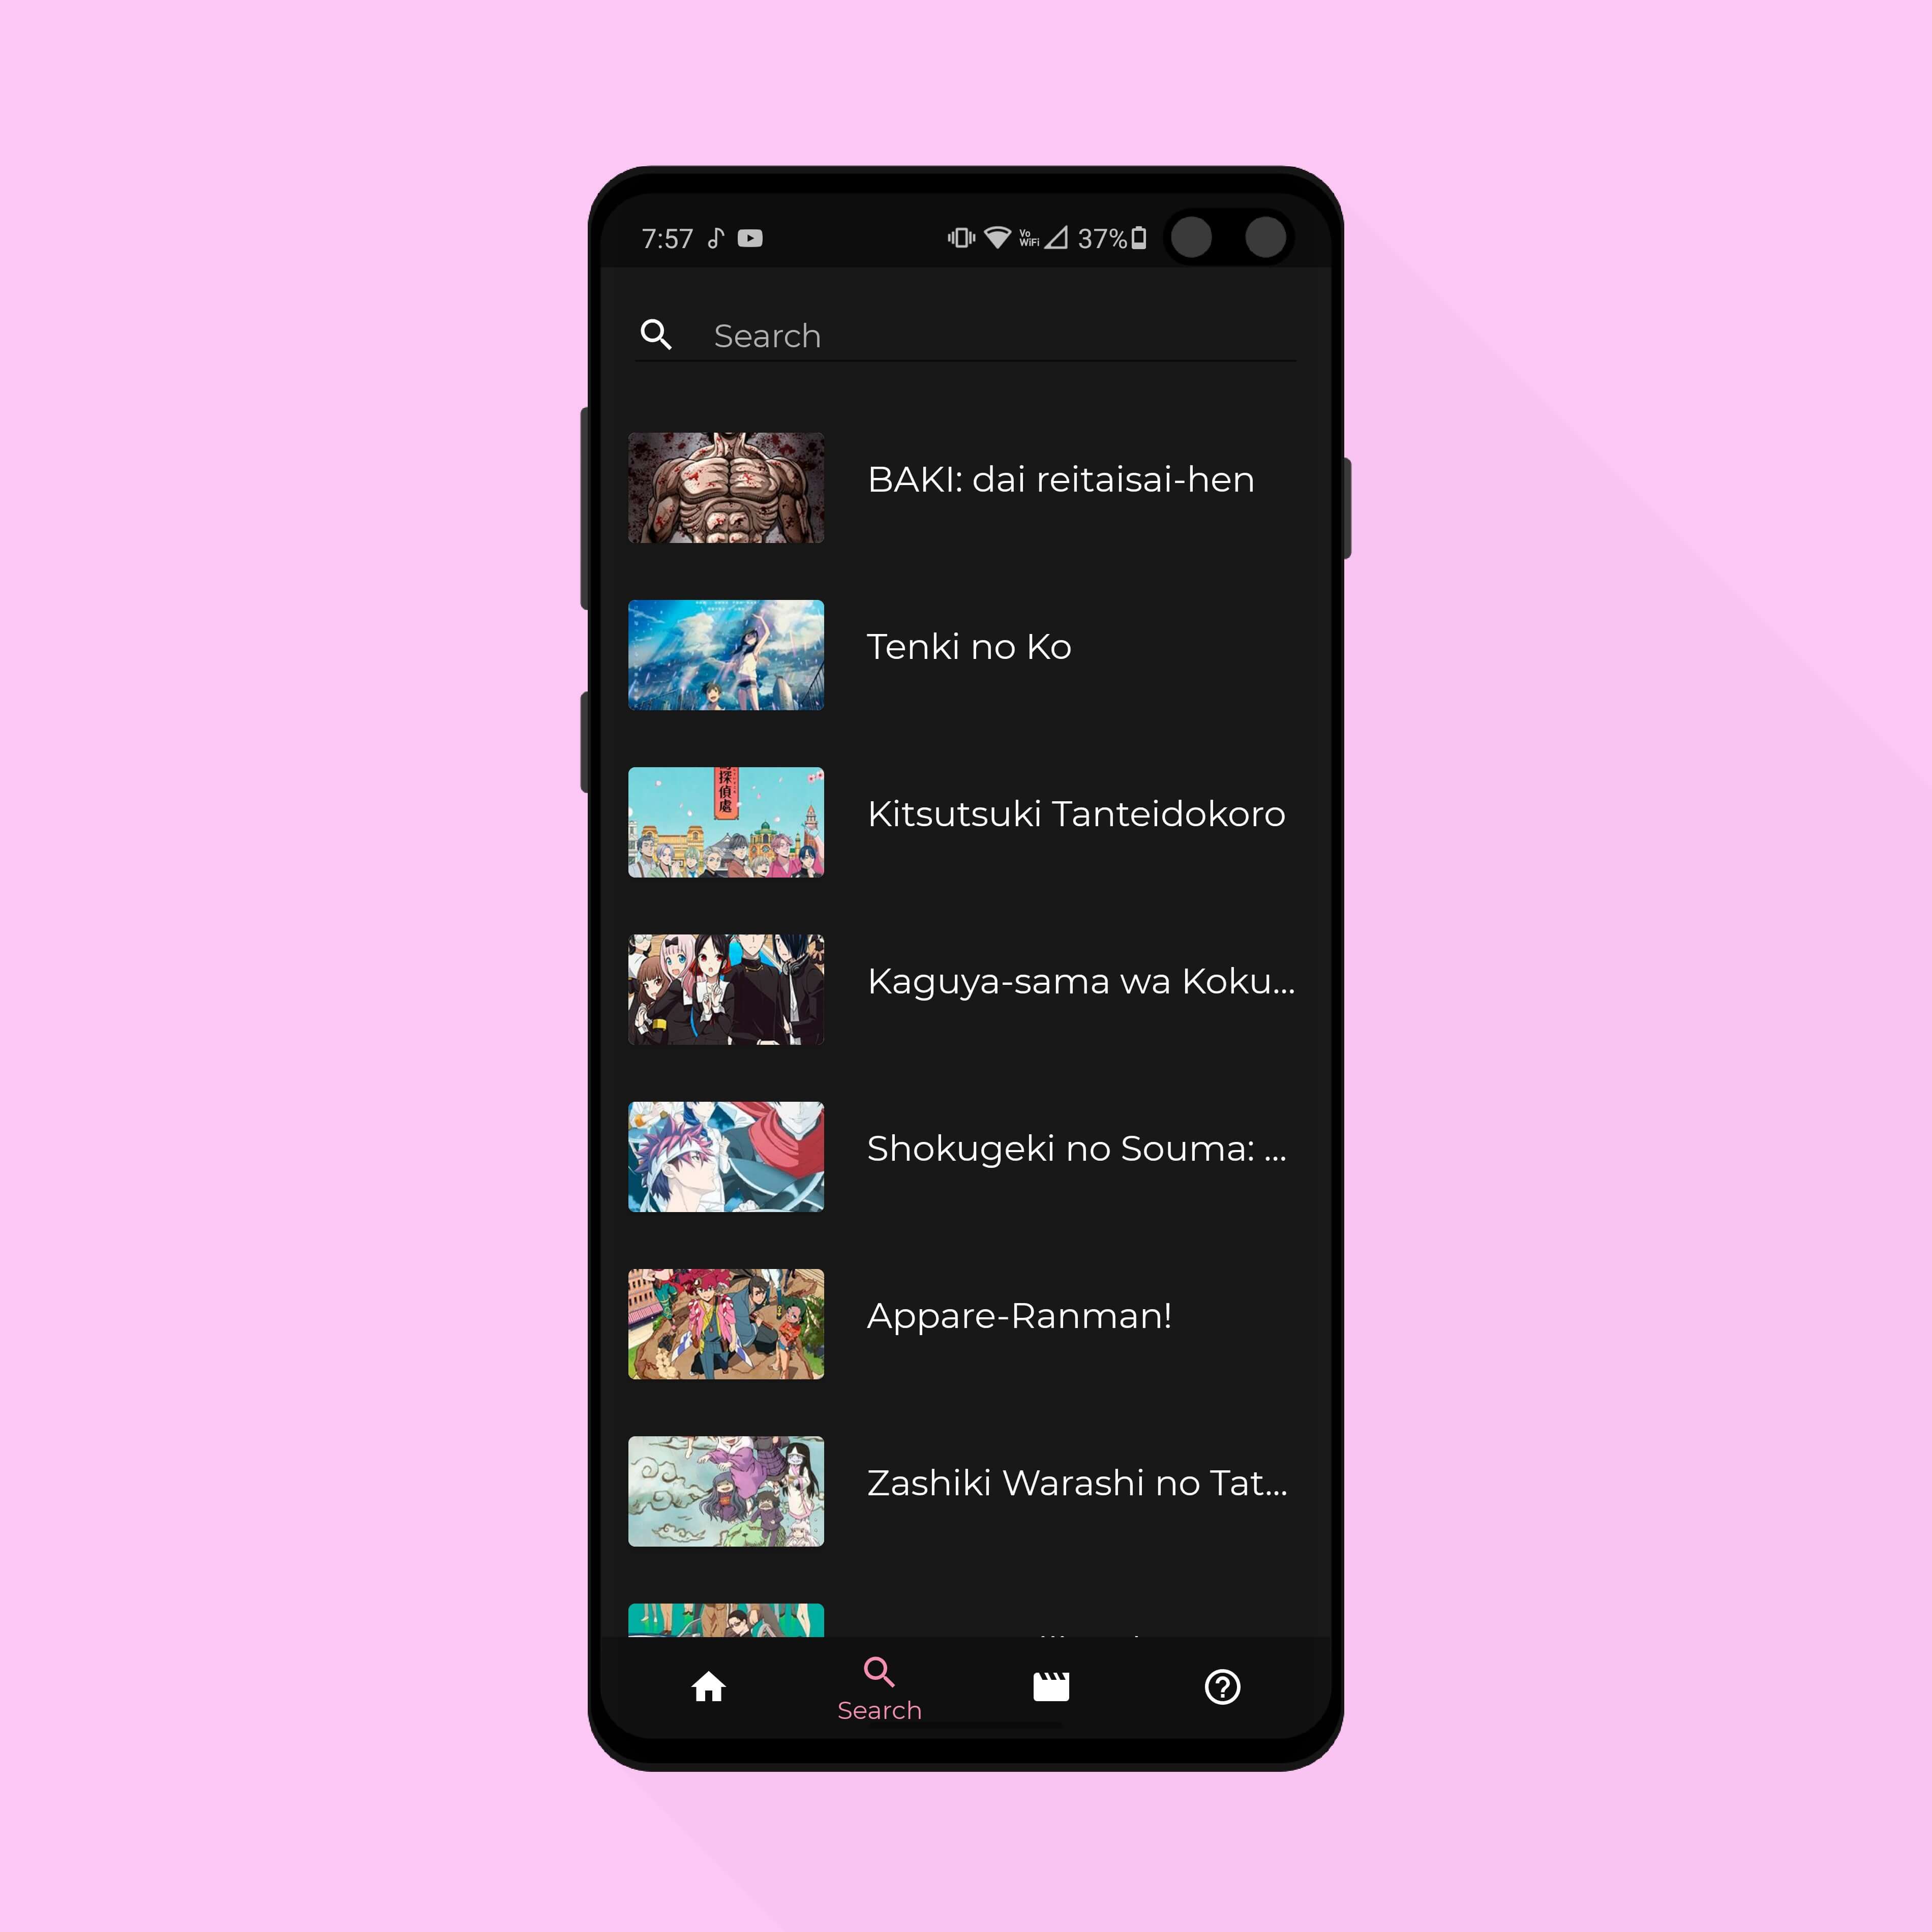 7:57
Vo
WiFi
37%
Search
BAKI: dai reitaisai-hen
Tenki no Ko
探偵處
Kitsutsuki Tanteidokoro
Kaguya-sama wa Koku...
Shokugeki no Souma: ...
Appare-Ranman!
Zashiki Warashi no Tat...
Search